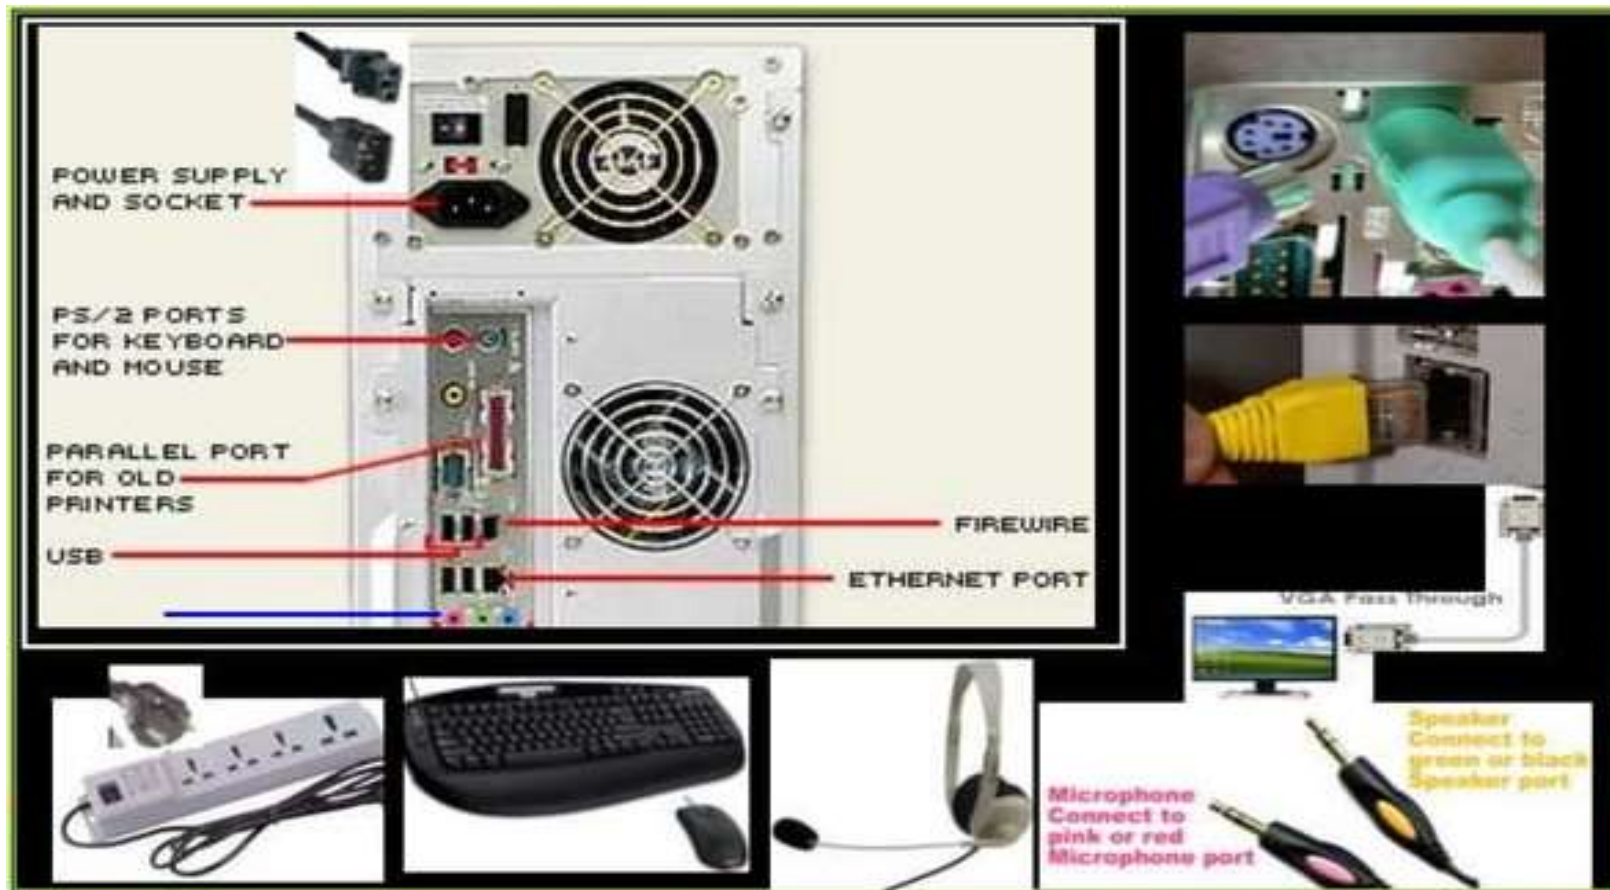 POWER SUPPLY
AND SOCKET
PS/2 PORTS
FOR KEYBOARD
AND MOUSE
PARALLEL PORT
FOR OLD
PRINTERS
USB
FIREWIRE
ETHERNET PORT
VGA Pass Through
Speaker
Connect to
green or black
Speaker port
Microphone
Connect to
pink or red
Microphone port